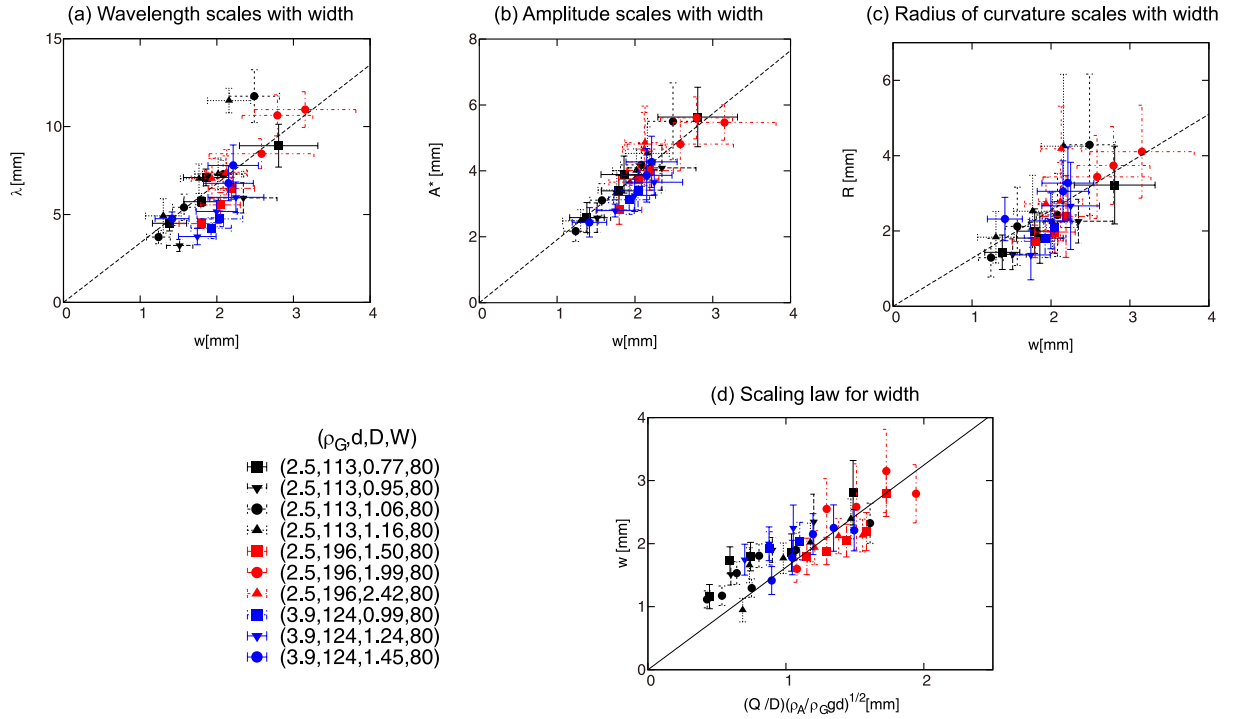 (a) Wavelength scales with width
(b) Amplitude scales with width
(c) Radius of curvature scales with width
15
10
5
0
λ [mm]
0 1 2 3 4
w[mm]
8
6
4
2
0
A* [mm]
0 1 2 3 4
w[mm]
6
4
2
0
R [mm]
0 1 2 3 4
w[mm]
(ρG,d,D,W)
(2.5,113,0.77,80)
(2.5,113,0.95,80)
(2.5,113,1.06,80)
(2.5,113,1.16,80)
(2.5,196,1.50,80)
(2.5,196,1.99,80)
(2.5,196,2.42,80)
(3.9,124,0.99,80)
(3.9,124,1.24,80)
(3.9,124,1.45,80)
(d) Scaling law for width
4
3
2
1
0
w [mm]
0 1 2
(Q /D)(ρA/ρGgd)1/2[mm]